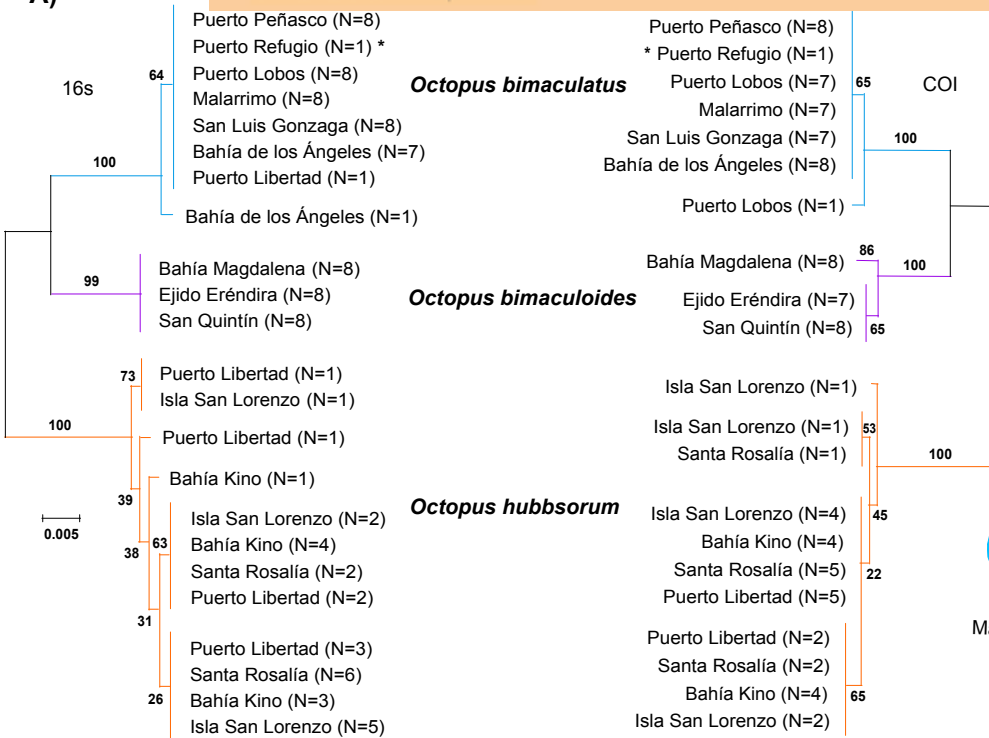 A)
16s
64
100
Puerto Peñasco (N=8)
Puerto Refugio (N=1) *
Puerto Lobos (N=8)
Malarrimo (N=8)
San Luis Gonzaga (N=8)
Bahía de los Ángeles (N=7)
Puerto Libertad (N=1)
Bahía de los Ángeles (N=1)
99
Bahía Magdalena (N=8)
Ejido Eréndira (N=8)
San Quintín (N=8)
73
100
Puerto Libertad (N=1)
Isla San Lorenzo (N=1)
Puerto Libertad (N=1)
Bahía Kino (N=1)
39
0.005
38
63
Isla San Lorenzo (N=2)
Bahía Kino (N=4)
Santa Rosalía (N=2)
Puerto Libertad (N=2)
31
26
Puerto Libertad (N=3)
Santa Rosalía (N=6)
Bahía Kino (N=3)
Isla San Lorenzo (N=5)
Octopus bimaculatus
Octopus bimaculoides
Octopus hubbsorum
COI
Puerto Peñasco (N=8)
* Puerto Refugio (N=1)
Puerto Lobos (N=7)
Malarrimo (N=7)
San Luis Gonzaga (N=7)
Bahía de los Ángeles (N=8)
65
100
Puerto Lobos (N=1)
Bahía Magdalena (N=8)
86
100
Ejido Eréndira (N=7)
San Quintín (N=8)
65
Isla San Lorenzo (N=1)
Isla San Lorenzo (N=1)
Santa Rosalía (N=1)
53
100
Isla San Lorenzo (N=4)
Bahía Kino (N=4)
Santa Rosalía (N=5)
Puerto Libertad (N=5)
45
22
Puerto Libertad (N=2)
Santa Rosalía (N=2)
Bahía Kino (N=4)
Isla San Lorenzo (N=2)
65